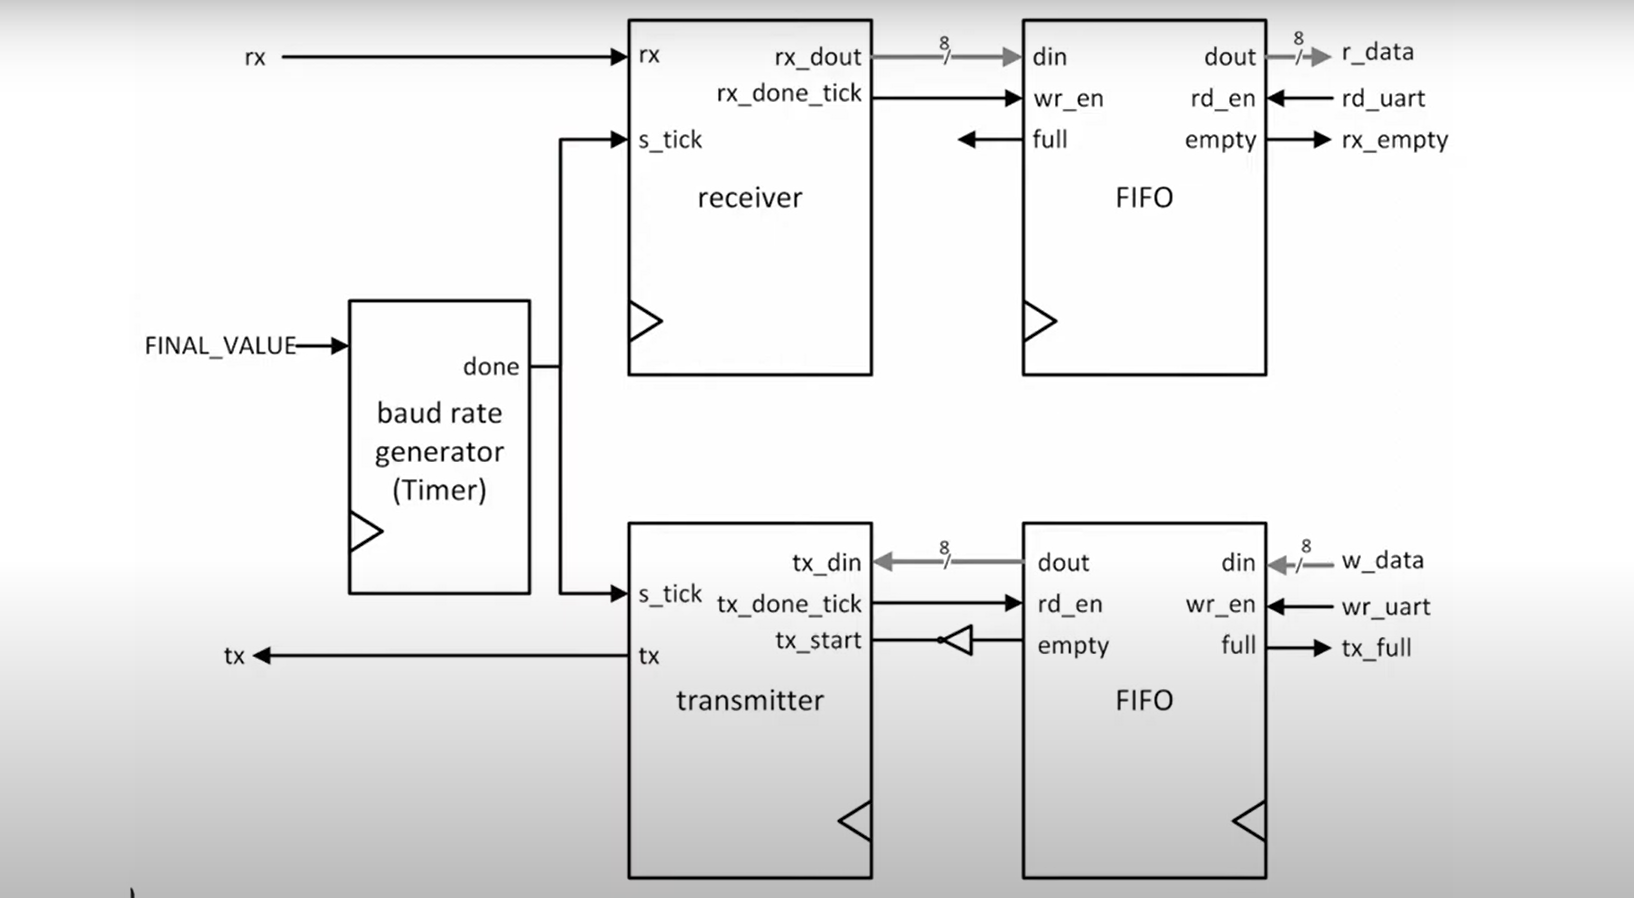 rx
rx
rx_dout
8
din
dout
8
r_data
rx_done_tick
wr_en
rd_en
rd_uart
s_tick
full
empty
rx_empty
receiver
FIFO
FINAL_VALUE
done
baud rate
generator
(Timer)
tx_din
8
dout
din
8
w_data
s_tick
tx_done_tick
rd_en
wr_en
wr_uart
tx_start
empty
full
tx_full
tx
tx
transmitter
FIFO